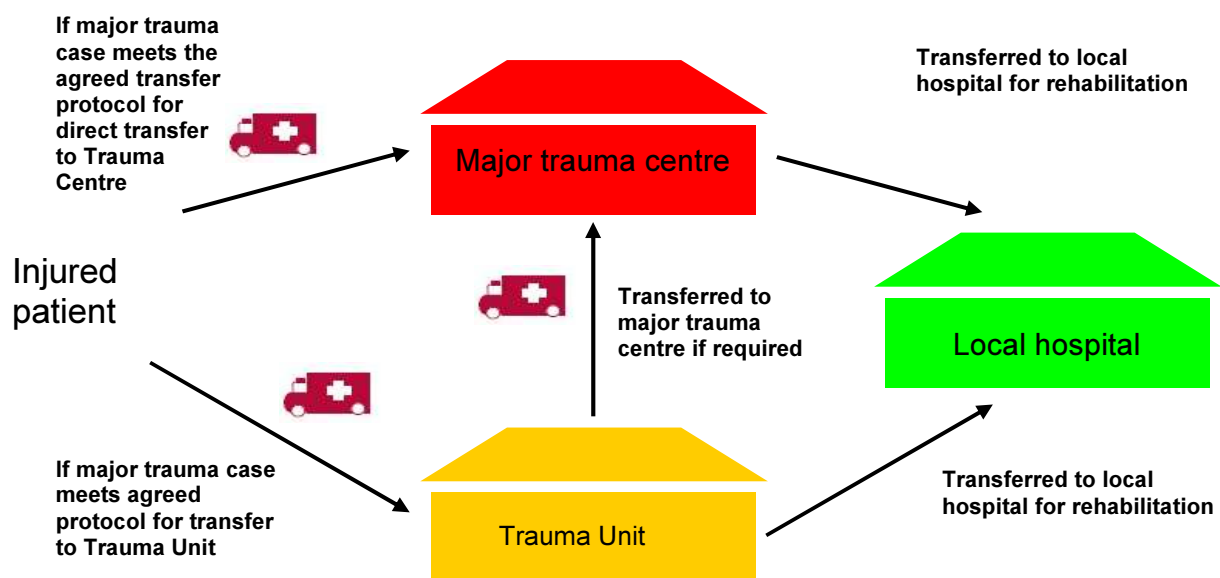 If major trauma
case meets the
agreed transfer
protocol for
direct transfer
to Trauma
Centre
Transferred to local
hospital for rehabilitation
Major trauma centre
Injured
patient
Transferred to
major trauma
centre if required
Local hospital
If major trauma case
meets agreed
protocol for transfer
to Trauma Unit
Trauma Unit
Transferred to local
hospital for rehabilitation